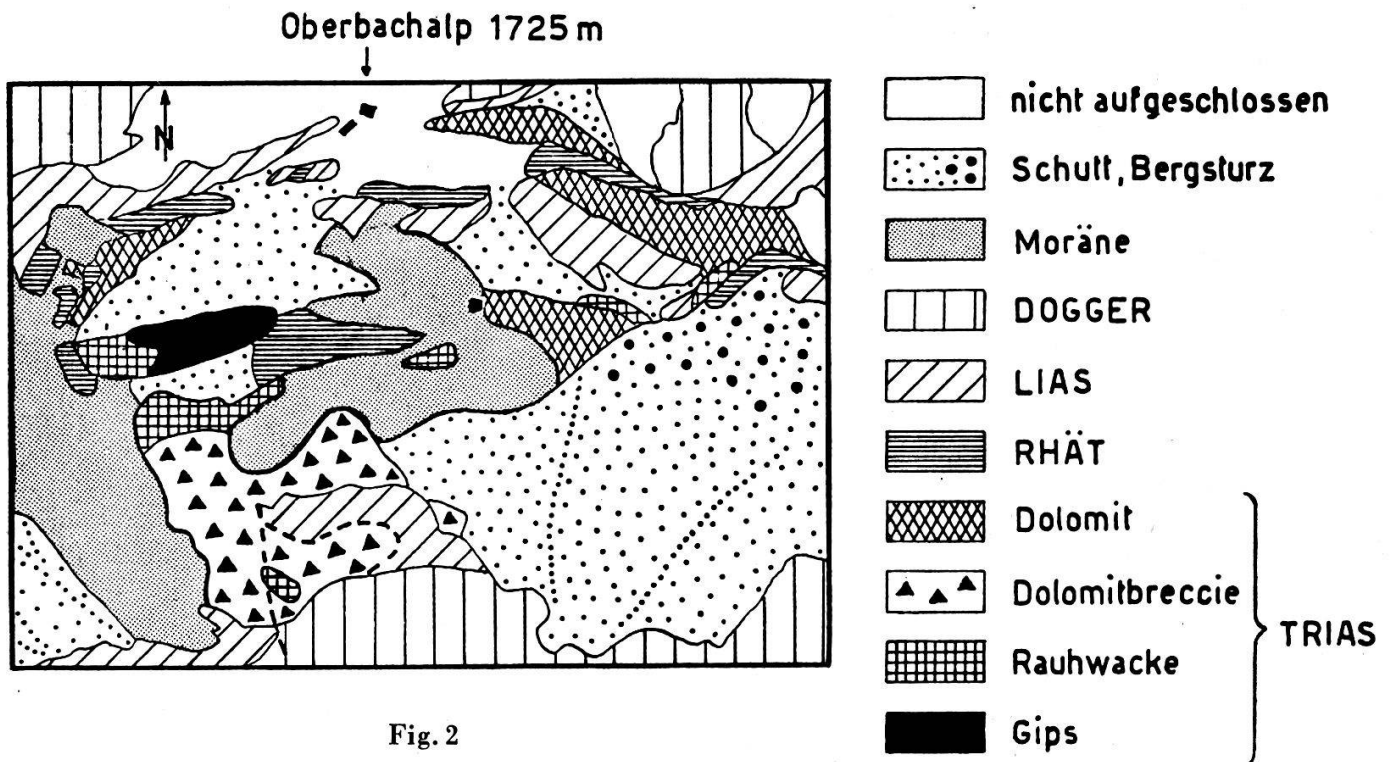 Oberbachalp 1725 m
N
nicht aufgeschlossen
Schutt, Bergsturz
Moräne
DOGGER
LIAS
RHÄT
Dolomit
Dolomitbreccie
TRIAS
Rauhwacke
Gips
Fig. 2